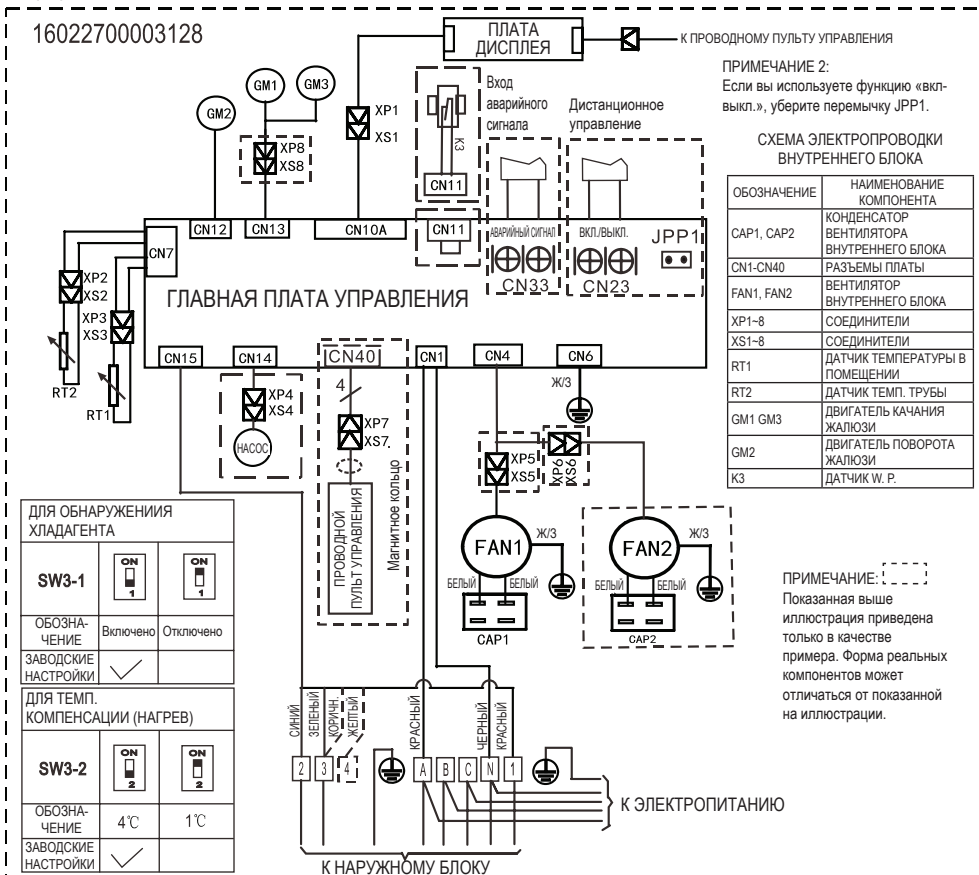 16022700003128
ПЛАТА
ДИСПЛЕЯ
К ПРОВОДНОМУ ПУЛЬТУ УПРАВЛЕНИЯ
ПРИМЕЧАНИЕ 2:
Если вы используете функцию «вкл-
выкл.», уберите перемычку JPP1.
GM2
GM1
GM3
XP8
XS8
XP1
XS1
КЗ
CN11
Вход
аварийного
сигнала
Дистанционное
управление
СХЕМА ЭЛЕКТРОПРОВОДКИ
ВНУТРЕННЕГО БЛОКА
ОБОЗНАЧЕНИЕ
НАИМЕНОВАНИЕ
КОМПОНЕНТА
CAP1, CAP2
КОНДЕНСАТОР
ВЕНТИЛЯТОРА
ВНУТРЕННЕГО БЛОКА
CN1-CN40
РАЗЪЕМЫ ПЛАТЫ
FAN1, FAN2
ВЕНТИЛЯТОР
ВНУТРЕННЕГО БЛОКА
XP1~8
СОЕДИНИТЕЛИ
XS1~8
СОЕДИНИТЕЛИ
RT1
ДАТЧИК ТЕМПЕРАТУРЫ В
ПОМЕЩЕНИИ
RT2
ДАТЧИК ТЕМП. ТРУБЫ
GM1 GM3
ДВИГАТЕЛЬ КАЧАНИЯ
ЖАЛЮЗИ
GM2
ДВИГАТЕЛЬ ПОВОРОТА
ЖАЛЮЗИ
К3
ДАТЧИК W. P.
CN7
CN12
CN13
CN10A
CN11
АВАРИЙНЫЙ СИГНАЛ
CN33
ВКЛ./ВЫКЛ.
CN23
JPP1
ГЛАВНАЯ ПЛАТА УПРАВЛЕНИЯ
XP2
XS2
XP3
XS3
RT2
RT1
CN15
CN14
CN40
CN1
CN4
CN6
XP4
XS4
НАСОС
4
XP7
XS7
ПРОВОДНОЙ
ПУЛЬТ УПРАВЛЕНИЯ
Магнитное кольцо
Ж/З
XP5
XS5
XP6
XS6
FAN1
Ж/З
БЕЛЫЙ
БЕЛЫЙ
CAP1
FAN2
Ж/З
БЕЛЫЙ
БЕЛЫЙ
CAP2
ПРИМЕЧАНИЕ:
Показанная выше
иллюстрация приведена
только в качестве
примера. Форма реальных
компонентов может
отличаться от показанной
на иллюстрации.
ДЛЯ ОБНАРУЖЕНИИЯ
ХЛАДАГЕНТА
SW3-1
ON
1
ON
1
ОБОЗНА-
ЧЕНИЕ
Включено
Отключено
ЗАВОДСКИЕ
НАСТРОЙКИ
ДЛЯ ТЕМП.
КОМПЕНСАЦИИ (НАГРЕВ)
SW3-2
ON
2
ON
2
ОБОЗНА-
ЧЕНИЕ
4℃
1℃
ЗАВОДСКИЕ
НАСТРОЙКИ
СИНИЙ
ЗЕЛЕНЫЙ
КОРИЧН.
ЖЕЛТЫЙ
КРАСНЫЙ
ЧЕРНЫЙ
КРАСНЫЙ
2
3
4
A
B
C
N
1
К ЭЛЕКТРОПИТАНИЮ
К НАРУЖНОМУ БЛОКУ